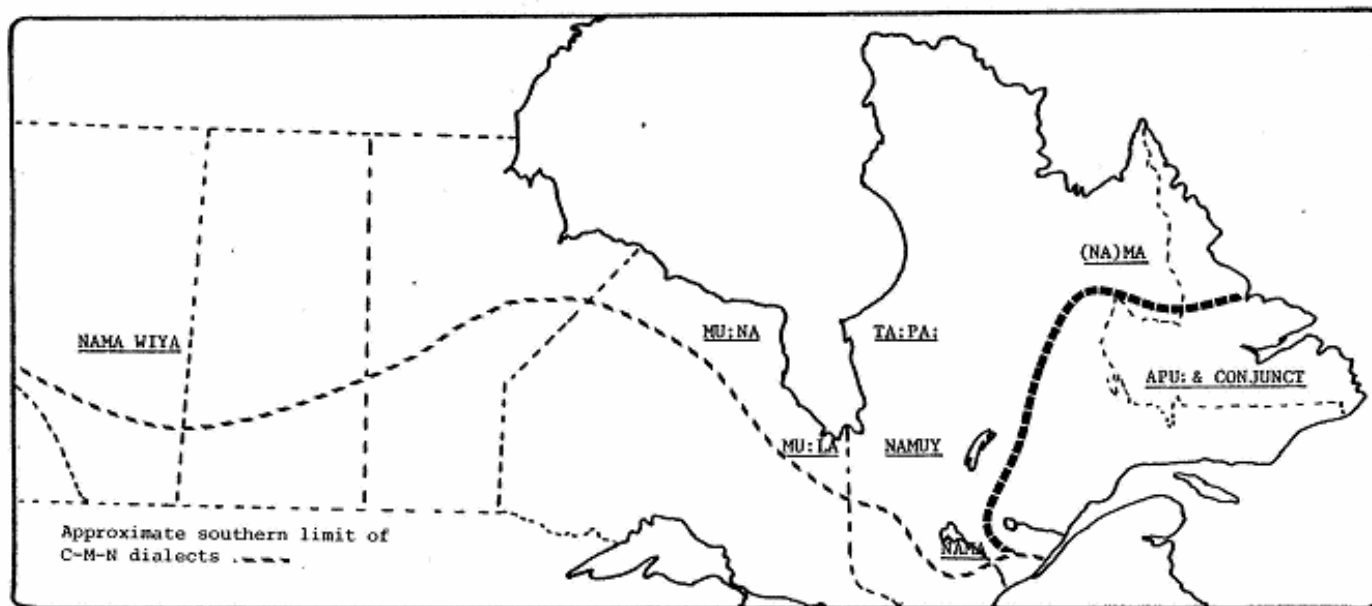 (NA)MA
NAMA WIYA
MU;NA
TA:PA:
APU: & CONJUNCT
MU:LA
NAMUY
NAMA
Approximate southern limit of
C-M-N dialects